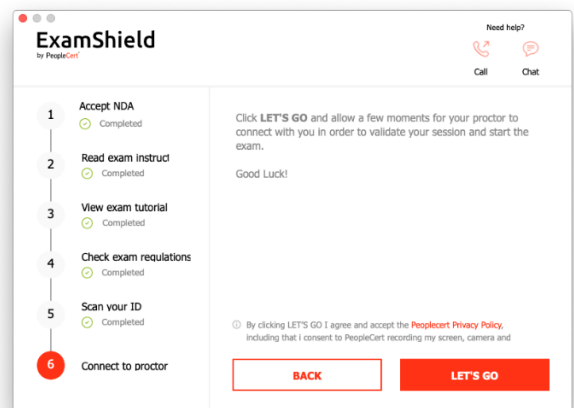 Need help?
ExamShield
by PeopleCert
Call
Chat
1
Accept NDA
Completed
2
Read exam instruct
Completed
3
View exam tutorial
Completed
4
Check exam regulations
Completed
5
Scan your ID
Completed
6
Connect to proctor
Click LET'S GO and allow a few moments for your proctor to
connect with you in order to validate your session and start the
exam.
Good Luck!
By clicking LET'S GO I agree and accept the Peoplecert Privacy Policy,
including that i consent to PeopleCert recording my screen, camera and
BACK
LET'S GO